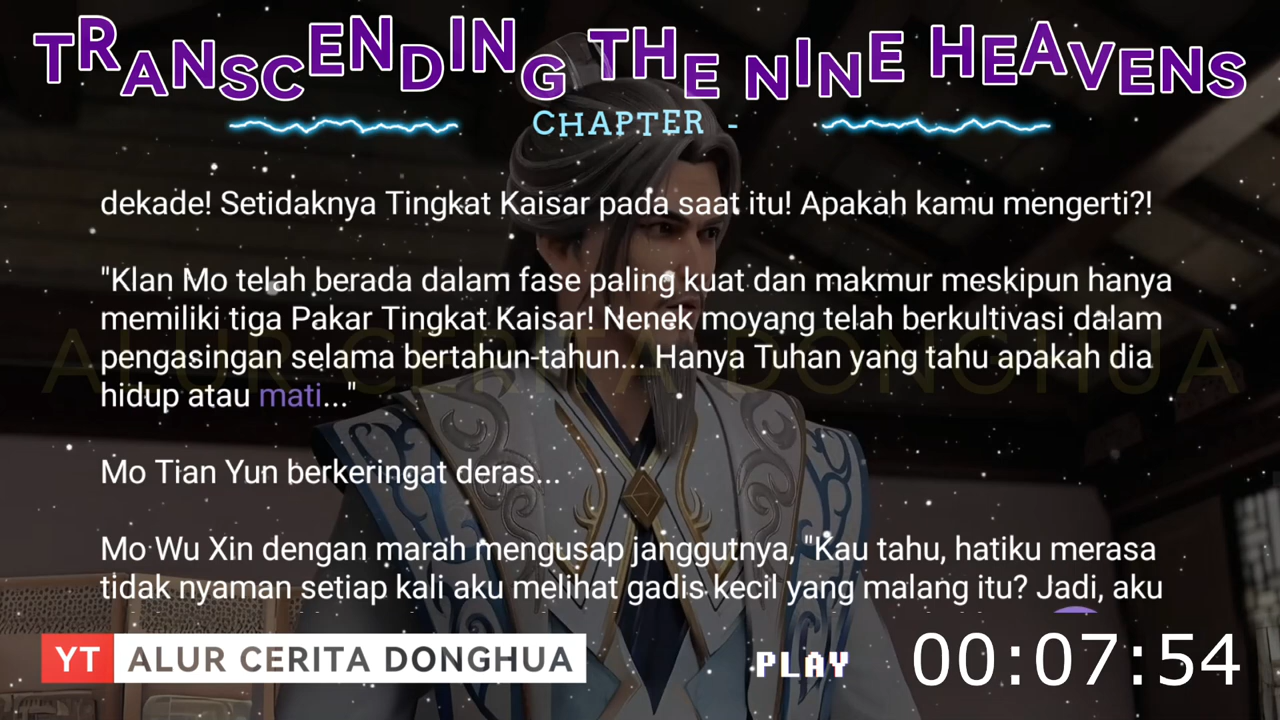 TRANSCENDING THE NINE HEAVENS
CHAPTER -
dekade! Setidaknya Tingkat Kaisar pada saat itu! Apakah kamu mengerti?!
"Klan Mo telah berada dalam fase paling kuat dan makmur meskipun hanya
memiliki tiga Pakar Tingkat Kaisar! Nenek moyang telah berkultivasi dalam
pengasingan selama bertahun-tahun... Hanya Tuhan yang tahu apakah dia
hidup atau mati..."
ALUR CERITA DONGHUA
Mo Tian Yun berkeringat deras...
Mo Wu Xin dengan marah mengusap janggutnya, "Kau tahu, hatiku merasa
tidak nyaman setiap kali aku melihat gadis kecil yang malang itu? Jadi, aku
YT ALUR CERITA DONGHUA
PLAY 00:07:54